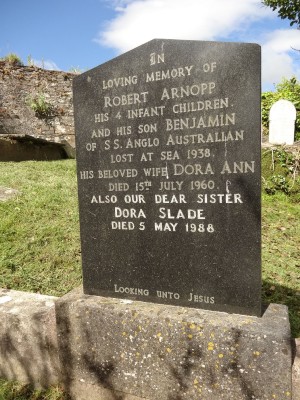 IN
LOVING MEMORY OF
ROBERT ARNOPP
HIS 4 INFANT CHILDREN
AND HIS SON BENJAMIN
OF S.S. ANGLO AUSTRALIAN
LOST AT SEA 1938.
HIS BELOVED WIFE, DORA ANN
DIED 15TH JULY 1960.
ALSO OUR DEAR SISTER
DORA SLADE
DIED 5 MAY 1988
LOOKING UNTO JESUS